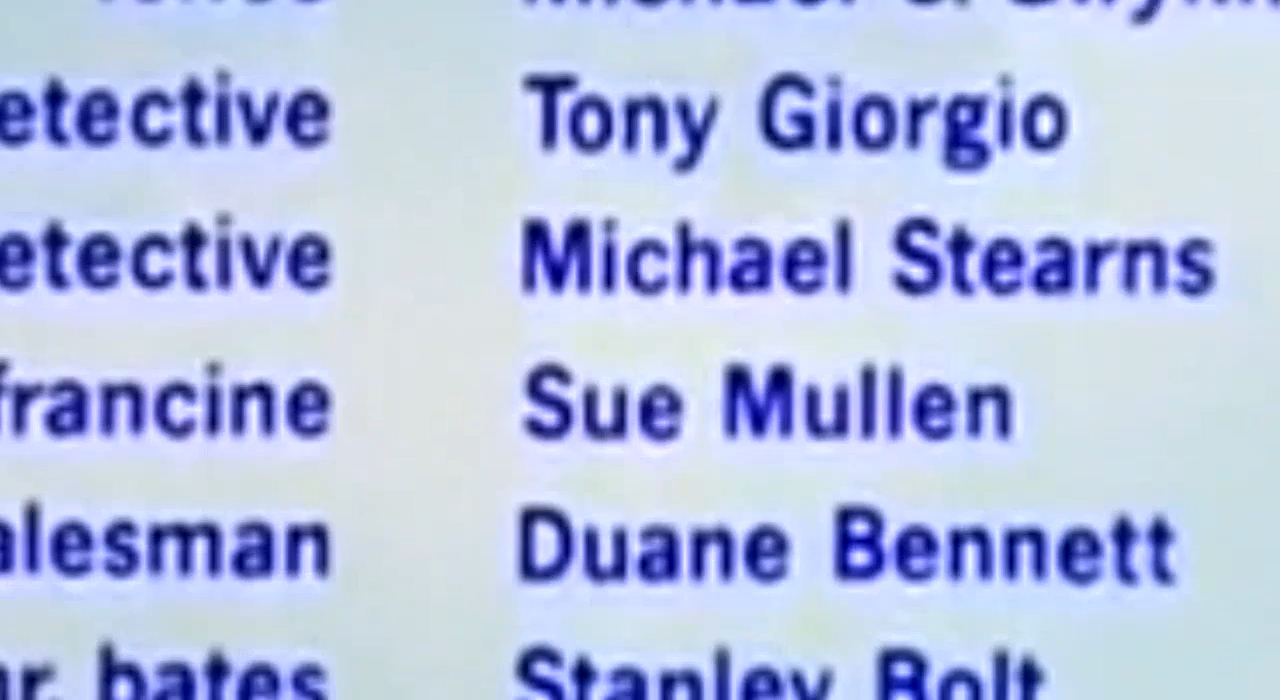 etective Tony Giorgio
etective Michael Stearns
francine Sue Mullen
alesman Duane Bennett
bates Stanley Bolt